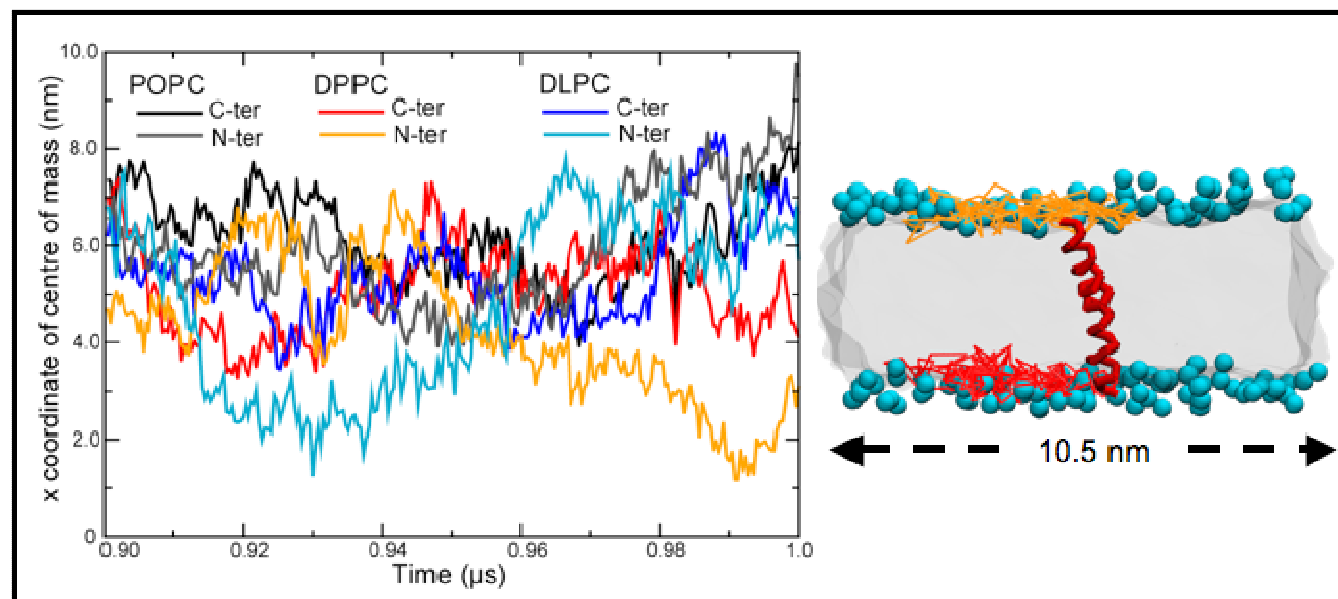 x coordinate of centre of mass (nm)
10.0
8.0
6.0
4.0
2.0
0
POPC
C-ter
N-ter
DPPC
C-ter
N-ter
DLPC
C-ter
N-ter
0.90
0.92
0.94
0.96
0.98
1.0
Time (µs)
10.5 nm